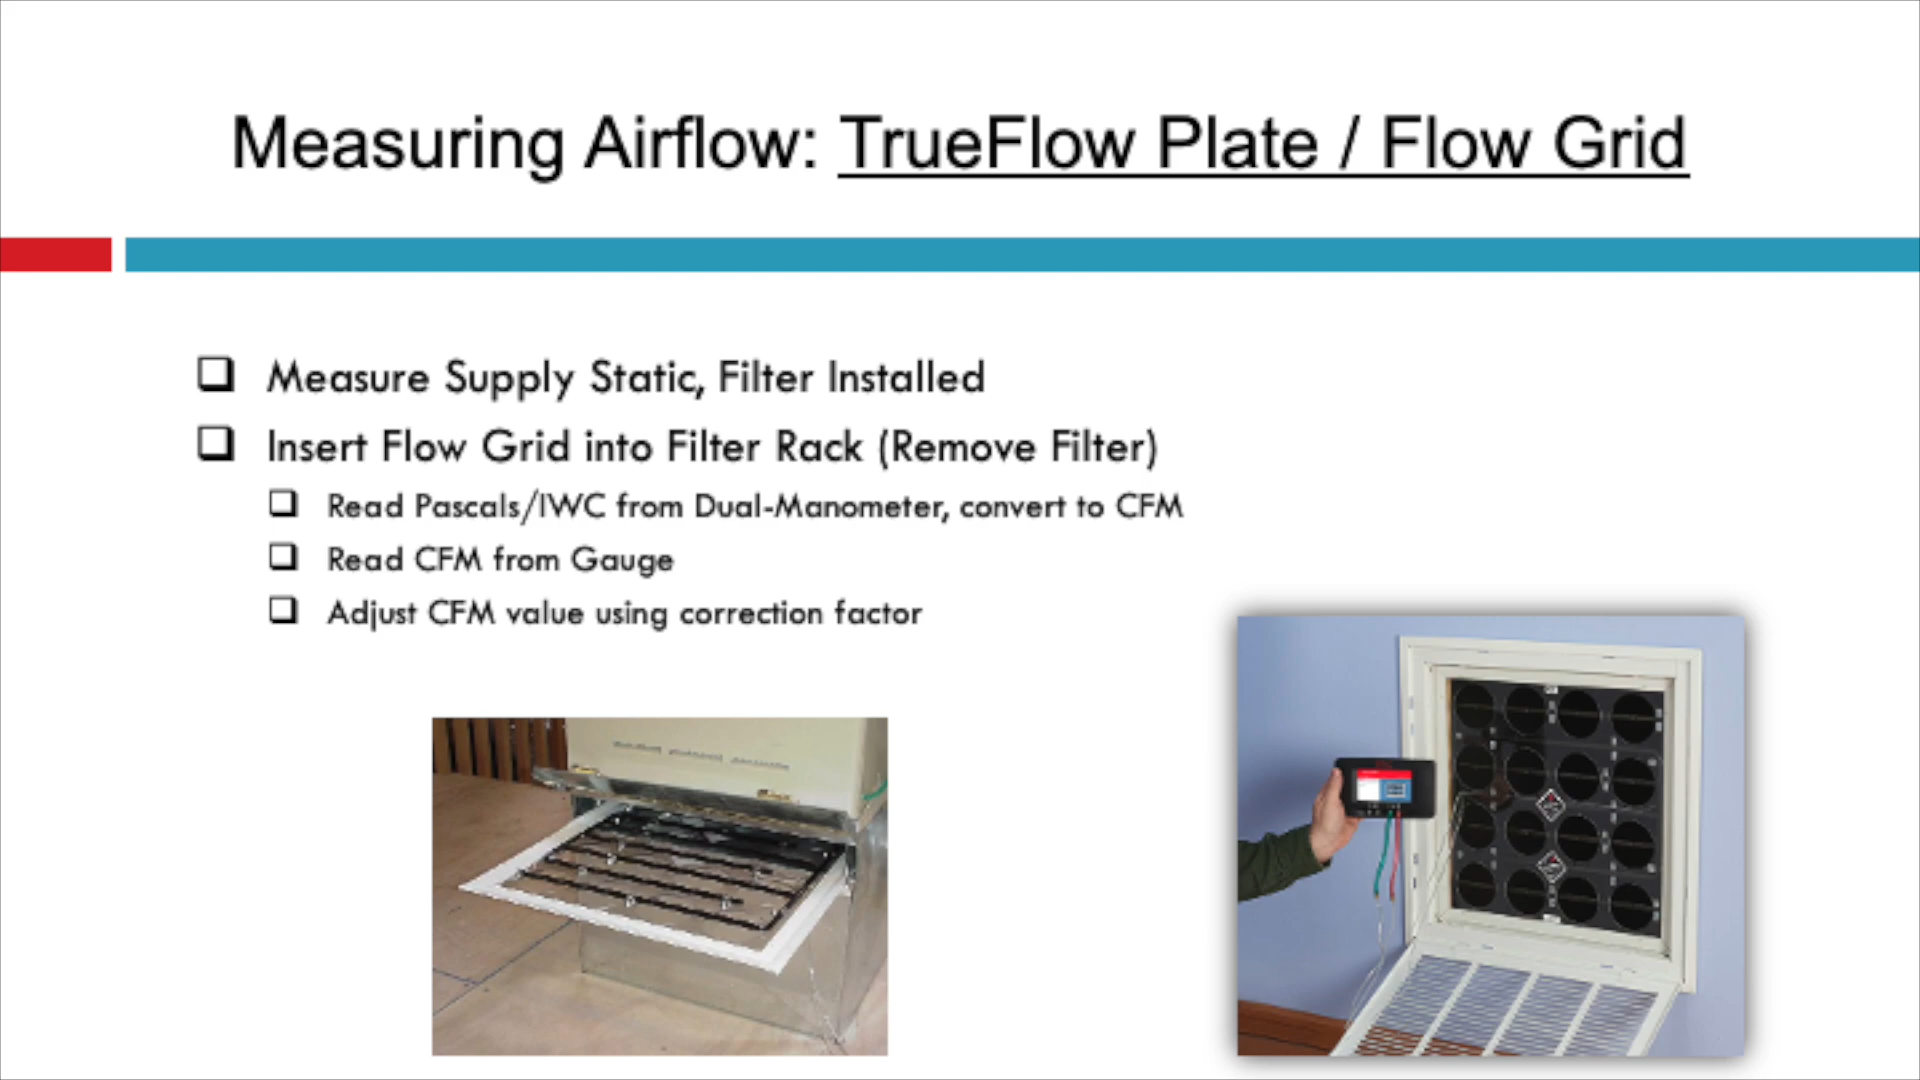 Measuring Airflow: TrueFlow Plate / Flow Grid
Measure Supply Static, Filter Installed
Insert Flow Grid into Filter Rack (Remove Filter)
Read Pascals/IWC from Dual-Manometer, convert to CFM
Read CFM from Gauge
Adjust CFM value using correction factor